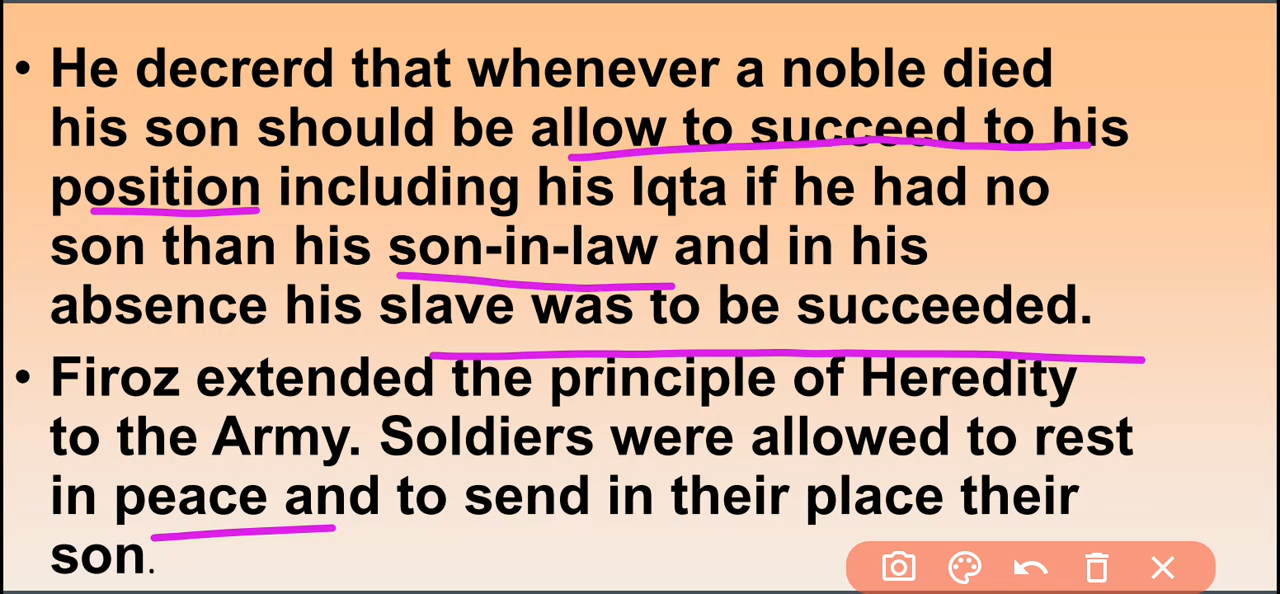 • He decrerd that whenever a noble died
his son should be allow to succeed to his
position including his Iqta if he had no
son than his son-in-law and in his
absence his slave was to be succeeded.
• Firoz extended the principle of Heredity
to the Army. Soldiers were allowed to rest
in peace and to send in their place their
son.